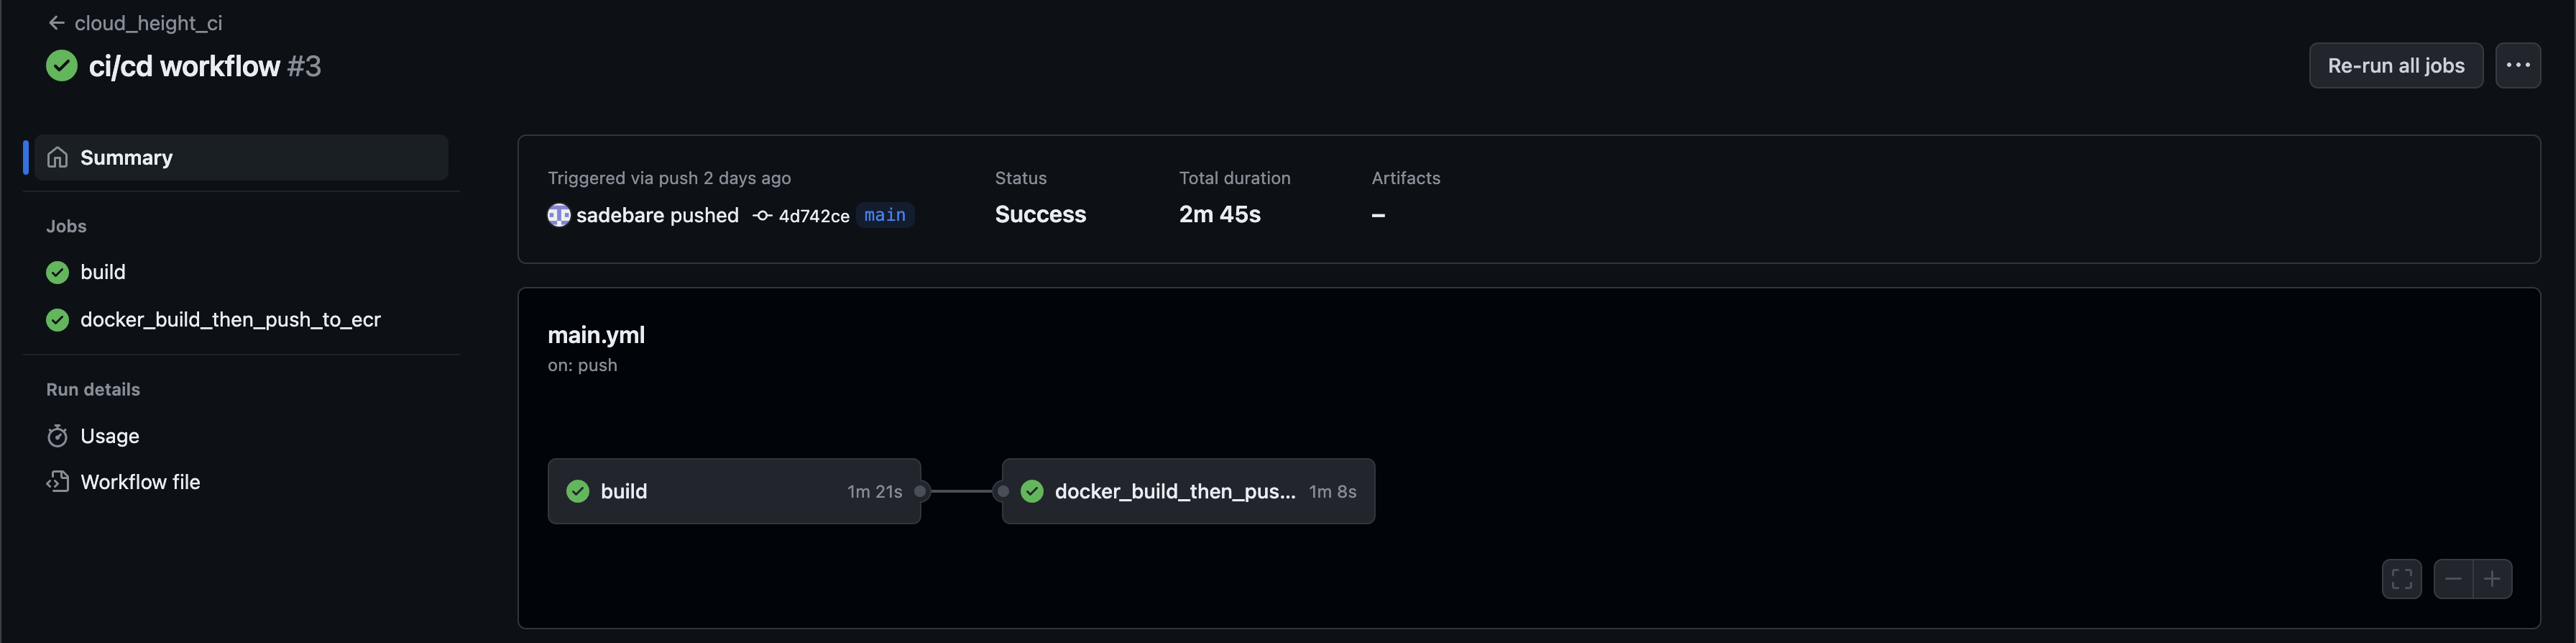 cloud_height_ci
ci/cd workflow #3
Re-run all jobs
Summary
Jobs
build
docker_build_then_push_to_ecr
Run details
Usage
Workflow file
Triggered via push 2 days ago
sadebare pushed 4d742ce main
Status
Success
Total duration
2m 45s
Artifacts
–
main.yml
on: push
build 1m 21s
docker_build_then_pus... 1m 8s